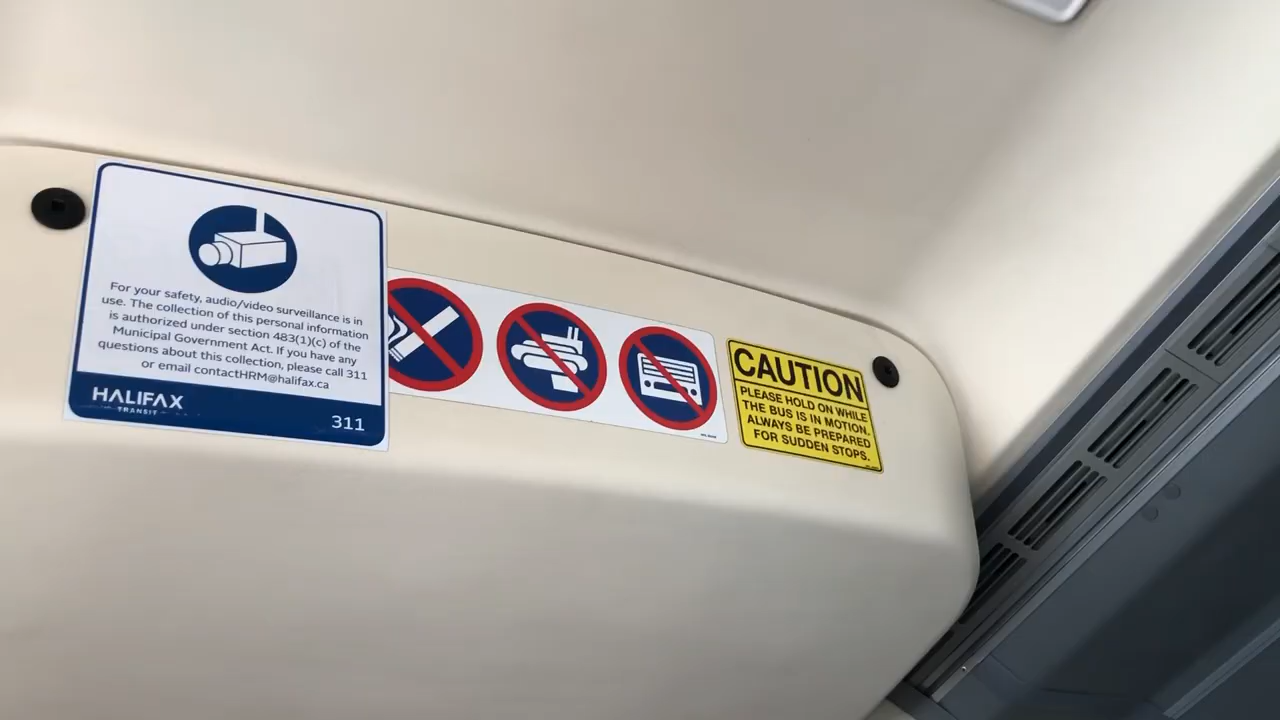 For your safety, audio/video surveillance is in
use. The collection of this personal information
is authorized under section 483(1)(c) of the
Municipal Government Act. If you have any
questions about this collection, please call 311
or email contactHRM@halifax.ca
HALIFAX
TRANSIT
311
CAUTION
PLEASE HOLD ON WHILE
THE BUS IS IN MOTION.
ALWAYS BE PREPARED
FOR SUDDEN STOPS.